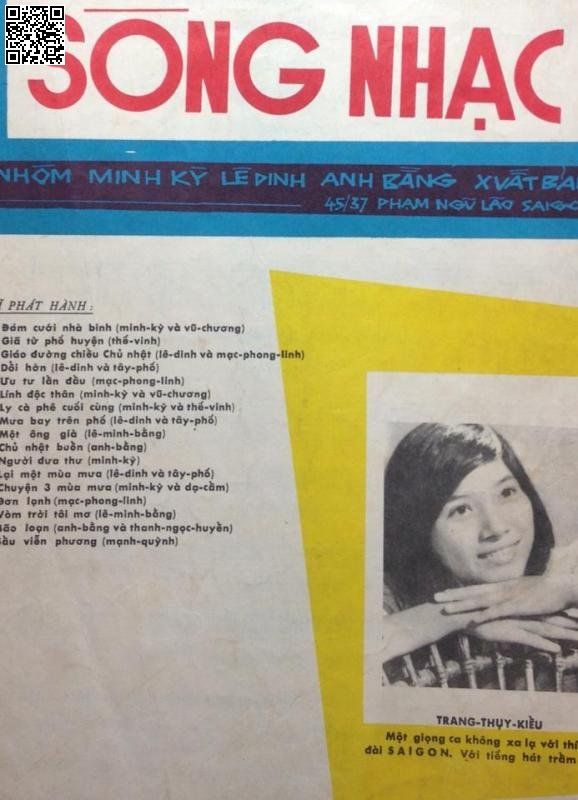 SÓNG NHẠC
NHÓM MINH KỲ LÊ DINH ANH BẰNG XUẤT BẢN
45/37 PHẠM NGŨ LÃO SAIGON
PHÁT HÀNH :
Đám cưới nhà binh (minh-kỳ và vũ-chương)
Giã từ phố huyện (thế-vinh)
Giáo đường chiều Chủ nhật (lê-dinh và mạc-phong-linh)
Dỗi hờn (lê-dinh và tây-phố)
Ưu tư lần đầu (mạc-phong-linh)
Lính độc thân (minh-kỳ và vũ-chương)
Ly cà phê cuối cùng (minh-kỳ và thế-vinh)
Mưa bay trên phố (lê-dinh và tây-phố)
Một ông già (lê-minh-bằng)
Chủ nhật buồn (anh-bằng)
Người đưa thư (minh-kỳ)
Lại một mùa mưa (lê-dinh và tây-phố)
Chuyện 3 mùa mưa (minh-kỳ và dạ-cầm)
Đơn lạnh (mạc-phong-linh)
Vòm trời tôi mơ (lê-minh-bằng)
Bão loạn (anh-bằng và thanh-ngọc-huyền)
Sầu viễn phương (mạnh-quỳnh)
TRANG-THỤY-KIỀU
Một giọng ca không xa lạ với
đài SAIGON. Với tiếng hát trầm